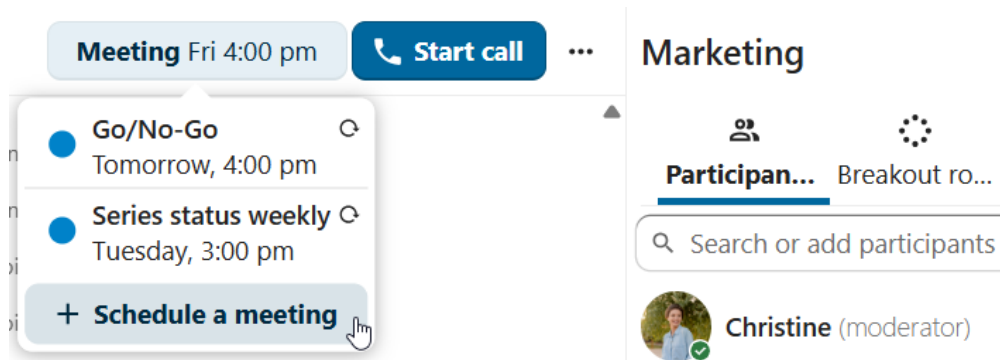 Meeting Fri 4:00 pm
Start call
Marketing
Go/No-Go
Tomorrow, 4:00 pm
Series status weekly
Tuesday, 3:00 pm
+ Schedule a meeting
Participan...
Breakout ro...
Search or add participants
Christine (moderator)